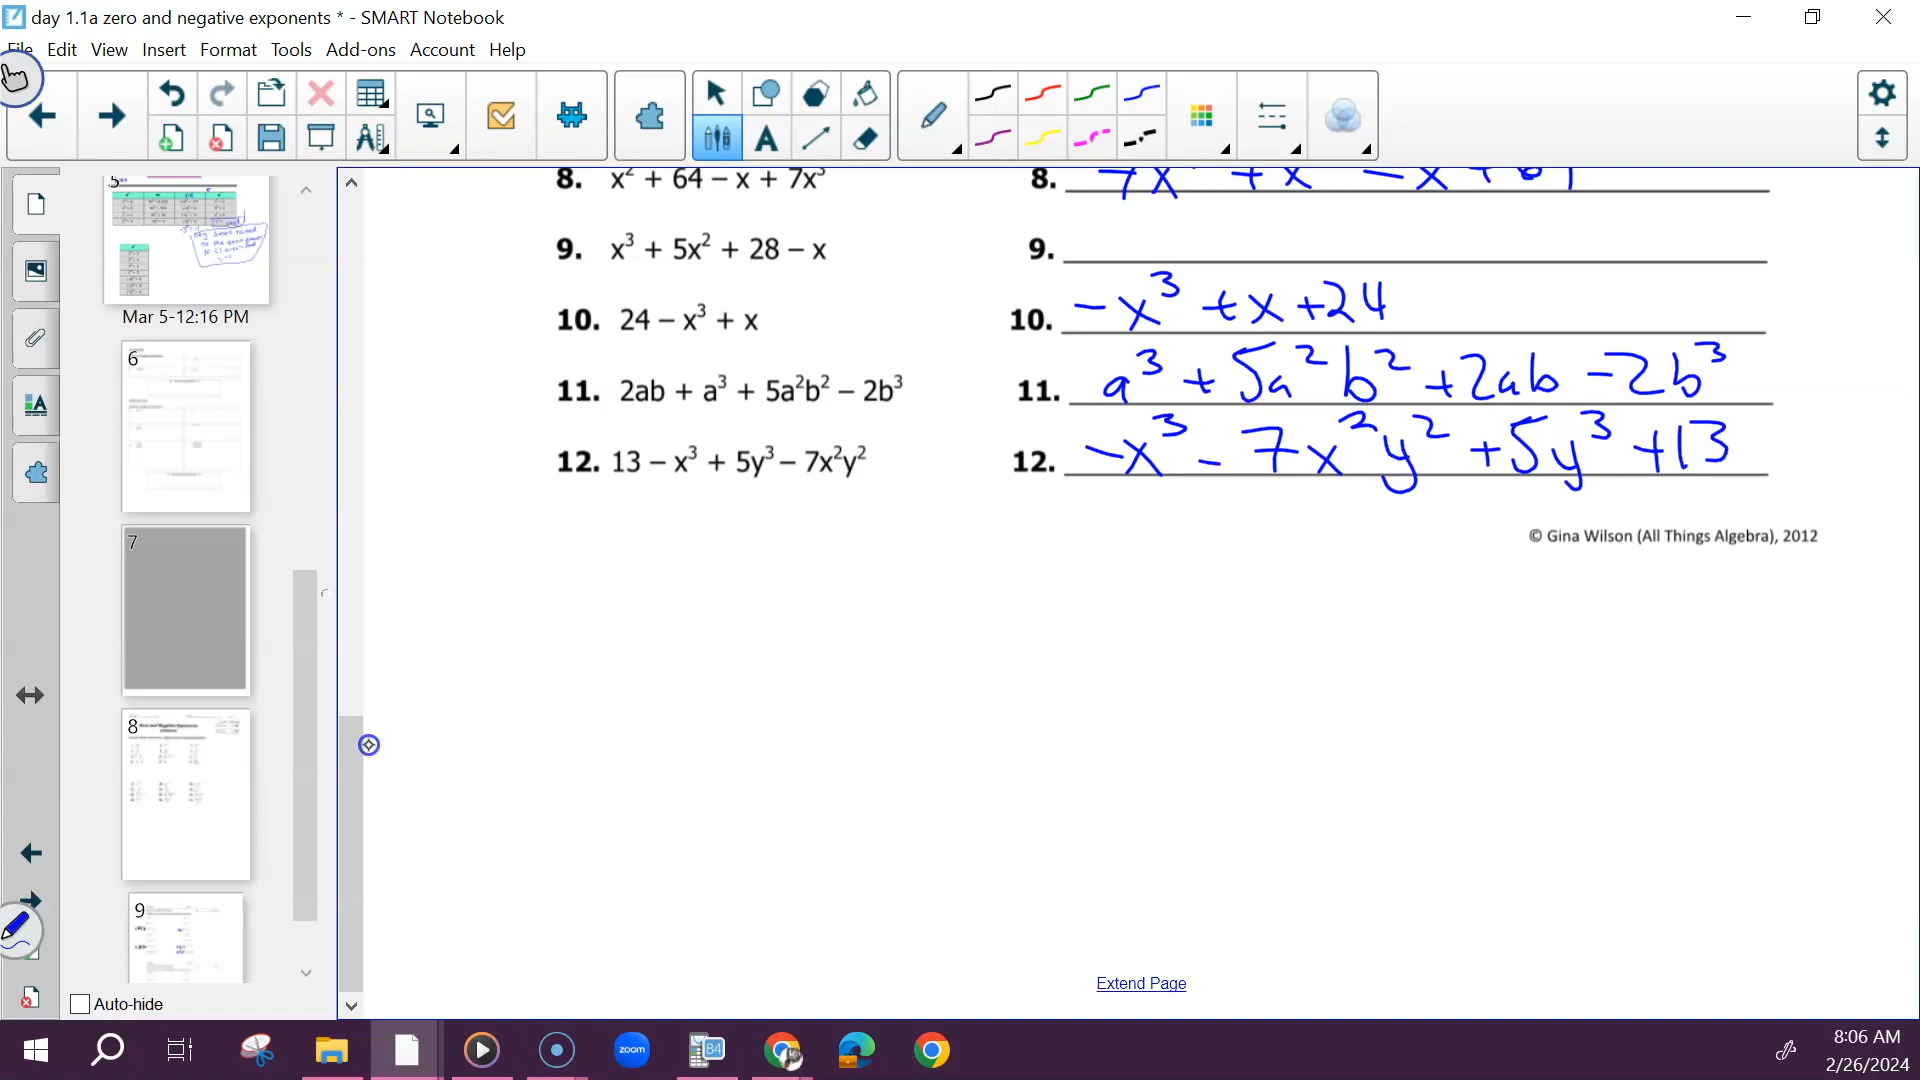 day 1.1a zero and negative exponents * - SMART Notebook
File Edit View Insert Format Tools Add-ons Account Help
5
Mar 5-12:16 PM
6
7
8
9
Auto-hide
8. x² + 64 – x + 7x³
8.
9. x³ + 5x² + 28 – x
9.
10. 24 – x³ + x
10. -x³ + x + 24
11. 2ab + a³ + 5a²b² – 2b³
11. a³ + 5a²b² + 2ab - 2b³
12. 13 – x³ + 5y³ – 7x²y²
12. -x³ - 7x²y² + 5y³ + 13
© Gina Wilson (All Things Algebra), 2012
Extend Page
zoom
84
8:06 AM
2/26/2024